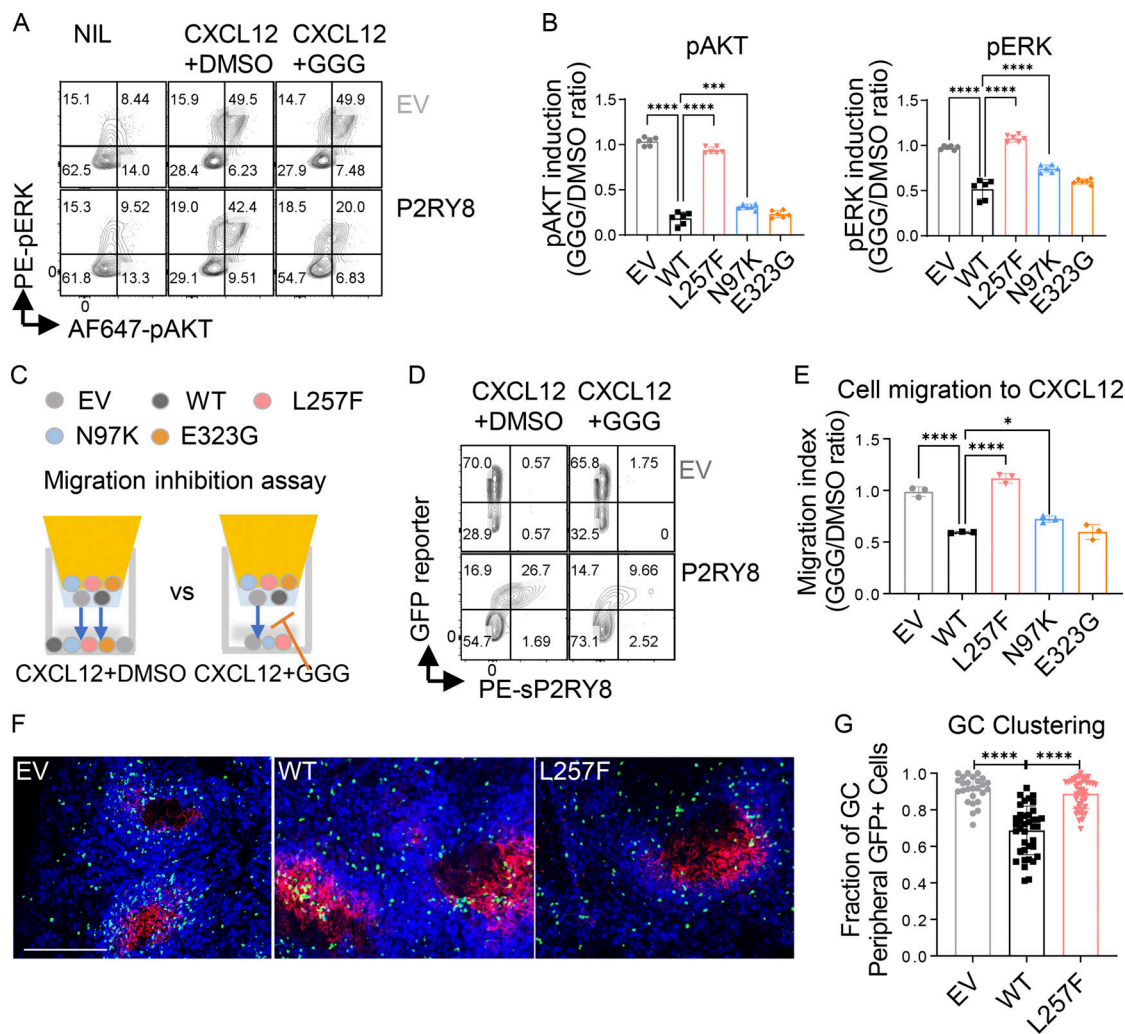 A
NIL
CXCL12
+DMSO
CXCL12
+GGG
15.1 8.44 15.9 49.5 14.7 49.9
EV
62.5 14.0 28.4 6.23 27.9 7.48
15.3 9.52 19.0 42.4 18.5 20.0
P2RY8
0
61.8 13.3 29.1 9.51 54.7 6.83
0
PE-pERK
AF647-pAKT
B
pAKT
**** ****
***
1.5
1.0
0.5
0.0
pAKT induction
(GGG/DMSO ratio)
EV
WT
L257F
N97K
E323G
pERK
**** ****
****
1.5
1.0
0.5
0.0
pERK induction
(GGG/DMSO ratio)
EV
WT
L257F
N97K
E323G
C
EV WT L257F
N97K E323G
Migration inhibition assay
vs
CXCL12+DMSO CXCL12+GGG
D
CXCL12
+DMSO
CXCL12
+GGG
70.0 0.57 65.8 1.75
EV
28.9 0.57 32.5 0
16.9 26.7 14.7 9.66
P2RY8
0
54.7 1.69 73.1 2.52
0 0
GFP reporter
PE-sP2RY8
E
Cell migration to CXCL12
**** ****
*
1.5
1.0
0.5
0.0
Migration index
(GGG/DMSO ratio)
EV
WT
L257F
N97K
E323G
F
EV
WT
L257F
G
GC Clustering
**** ****
1.0
0.8
0.6
0.4
0.2
0.0
Fraction of GC
Peripheral GFP+ Cells
EV
WT
L257F